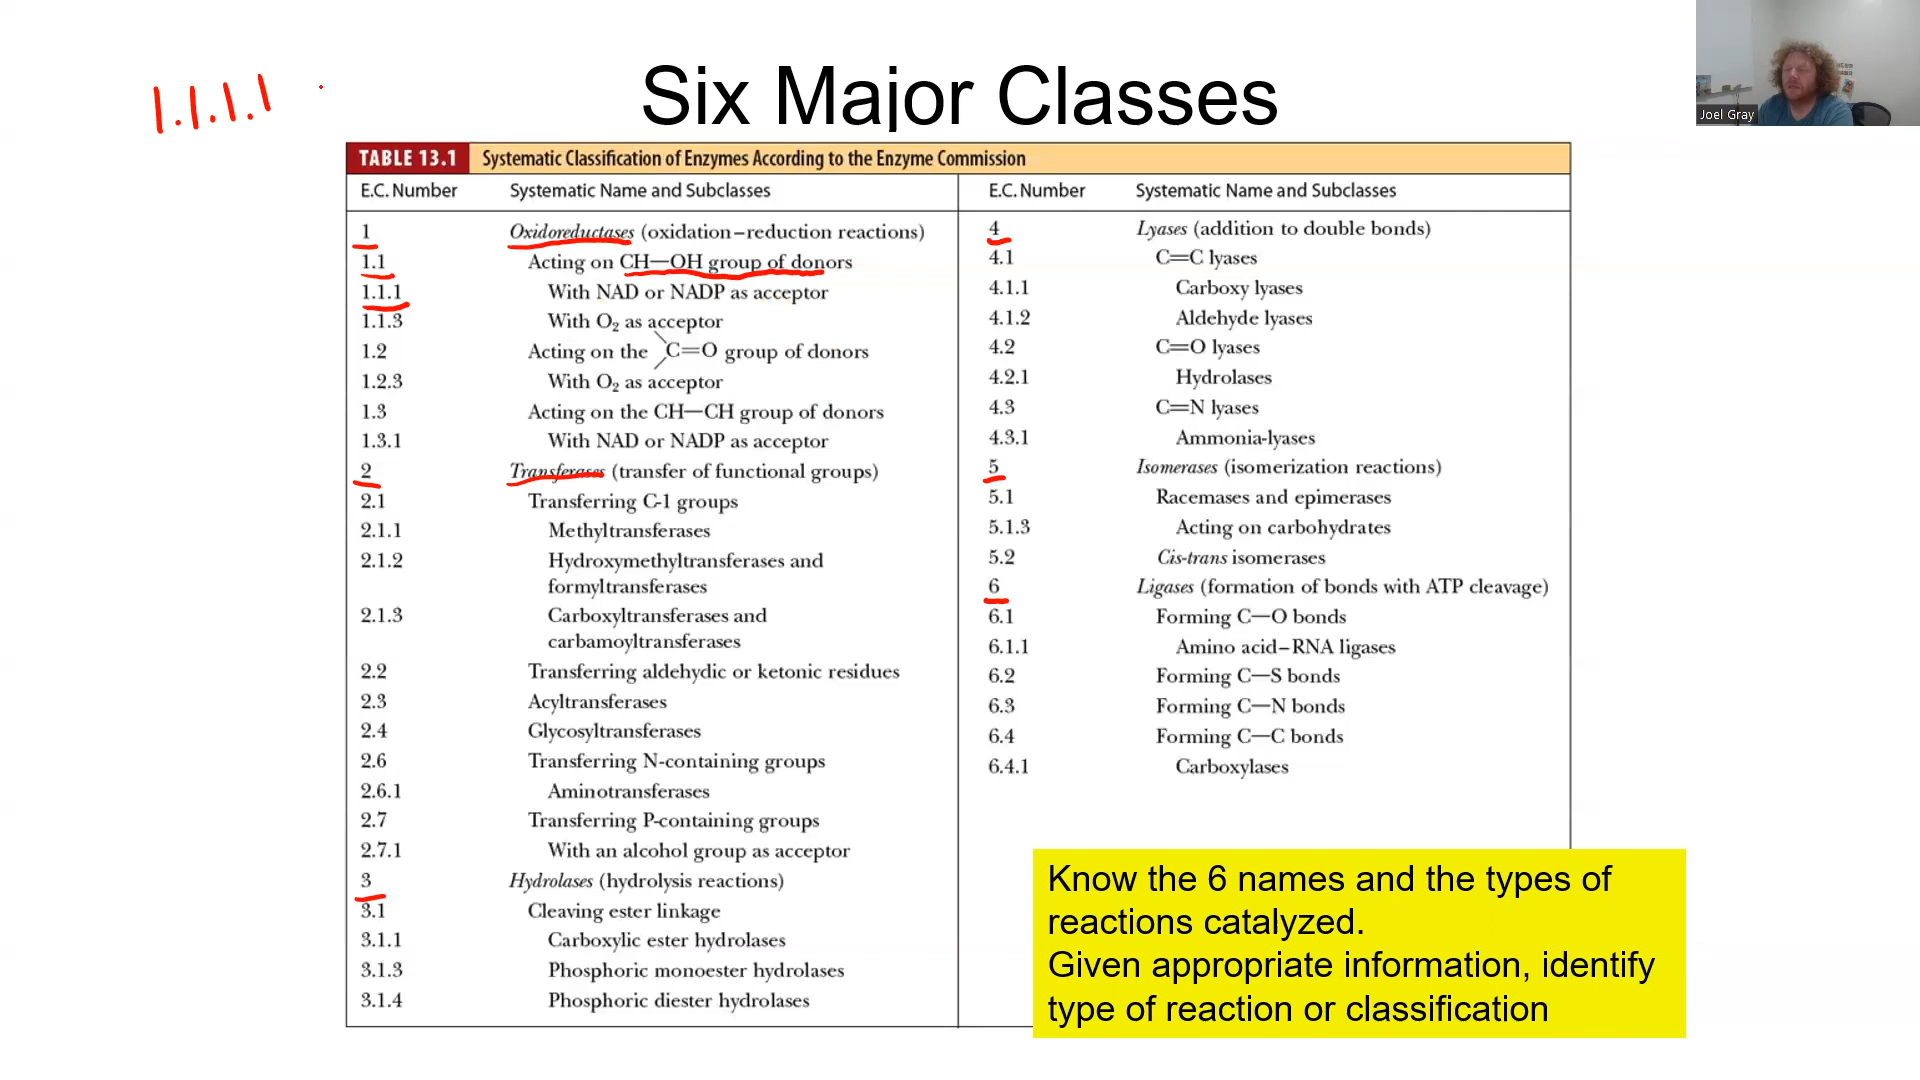 1.1.1.1
Six Major Classes
Joel Gray
TABLE 13.1 Systematic Classification of Enzymes According to the Enzyme Commission
E.C. Number Systematic Name and Subclasses
1 Oxidoreductases (oxidation–reduction reactions)
1.1 Acting on CH—OH group of donors
1.1.1 With NAD or NADP as acceptor
1.1.3 With O₂ as acceptor
1.2 Acting on the C=O group of donors
1.2.3 With O₂ as acceptor
1.3 Acting on the CH—CH group of donors
1.3.1 With NAD or NADP as acceptor
2 Transferases (transfer of functional groups)
2.1 Transferring C-1 groups
2.1.1 Methyltransferases
2.1.2 Hydroxymethyltransferases and
formyltransferases
2.1.3 Carboxyltransferases and
carbamoyltransferases
2.2 Transferring aldehydic or ketonic residues
2.3 Acyltransferases
2.4 Glycosyltransferases
2.6 Transferring N-containing groups
2.6.1 Aminotransferases
2.7 Transferring P-containing groups
2.7.1 With an alcohol group as acceptor
3 Hydrolases (hydrolysis reactions)
3.1 Cleaving ester linkage
3.1.1 Carboxylic ester hydrolases
3.1.3 Phosphoric monoester hydrolases
3.1.4 Phosphoric diester hydrolases
E.C. Number Systematic Name and Subclasses
4 Lyases (addition to double bonds)
4.1 C=C lyases
4.1.1 Carboxy lyases
4.1.2 Aldehyde lyases
4.2 C=O lyases
4.2.1 Hydrolases
4.3 C=N lyases
4.3.1 Ammonia-lyases
5 Isomerases (isomerization reactions)
5.1 Racemases and epimerases
5.1.3 Acting on carbohydrates
5.2 Cis-trans isomerases
6 Ligases (formation of bonds with ATP cleavage)
6.1 Forming C—O bonds
6.1.1 Amino acid–RNA ligases
6.2 Forming C—S bonds
6.3 Forming C—N bonds
6.4 Forming C—C bonds
6.4.1 Carboxylases
Know the 6 names and the types of
reactions catalyzed.
Given appropriate information, identify
type of reaction or classification